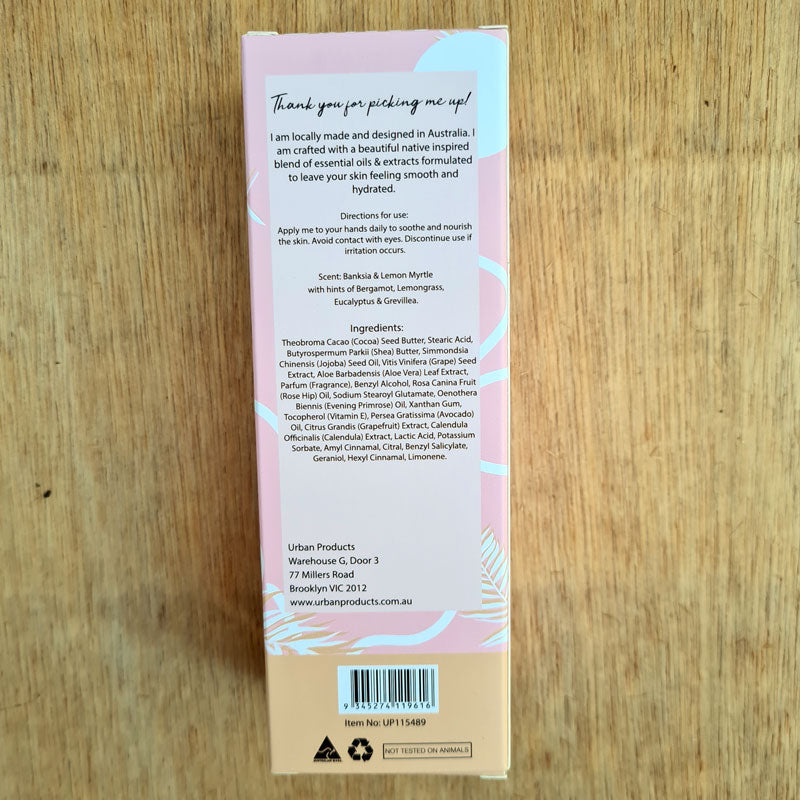 Thank you for picking me up!
I am locally made and designed in Australia. I
am crafted with a beautiful native inspired
blend of essential oils & extracts formulated
to leave your skin feeling smooth and
hydrated.
Directions for use:
Apply me to your hands daily to soothe and nourish
the skin. Avoid contact with eyes. Discontinue use if
irritation occurs.
Scent: Banksia & Lemon Myrtle
with hints of Bergamot, Lemongrass,
Eucalyptus & Grevillea.
Ingredients:
Theobroma Cacao (Cocoa) Seed Butter, Stearic Acid,
Butyrospermum Parkii (Shea) Butter, Simmondsia
Chinensis (Jojoba) Seed Oil, Vitis Vinifera (Grape) Seed
Extract, Aloe Barbadensis (Aloe Vera) Leaf Extract,
Parfum (Fragrance), Benzyl Alcohol, Rosa Canina Fruit
(Rose Hip) Oil, Sodium Stearoyl Glutamate, Oenothera
Biennis (Evening Primrose) Oil, Xanthan Gum,
Tocopherol (Vitamin E), Persea Gratissima (Avocado)
Oil, Citrus Grandis (Grapefruit) Extract, Calendula
Officinalis (Calendula) Extract, Lactic Acid, Potassium
Sorbate, Amyl Cinnamal, Citral, Benzyl Salicylate,
Geraniol, Hexyl Cinnamal, Limonene.
Urban Products
Warehouse G, Door 3
77 Millers Road
Brooklyn VIC 2012
www.urbanproducts.com.au
9 345274 119616
Item No: UP115489
AUSTRALIAN MADE
NOT TESTED ON ANIMALS